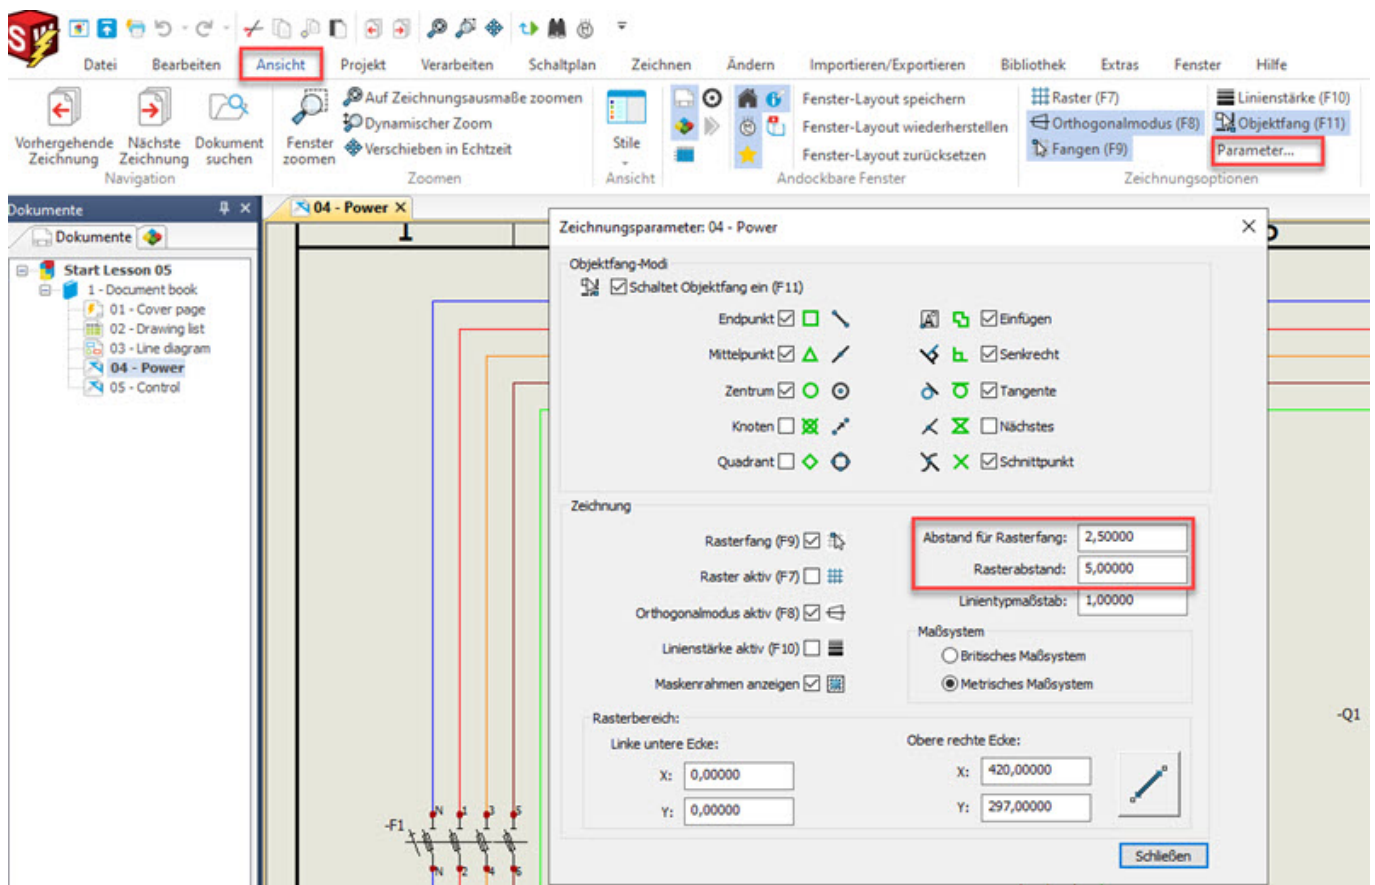 Datei Bearbeiten Ansicht Projekt Verarbeiten Schaltplan Zeichnen Ändern Importieren/Exportieren Bibliothek Extras Fenster Hilfe
Vorhergehende Zeichnung
Nächste Zeichnung
Dokument suchen
Navigation
Fenster zoomen
Auf Zeichnungsausmaße zoomen
Dynamischer Zoom
Verschieben in Echtzeit
Zoomen
Stile
Ansicht
Fenster-Layout speichern
Fenster-Layout wiederherstellen
Fenster-Layout zurücksetzen
Andockbare Fenster
Raster (F7)
Orthogonalmodus (F8)
Fangen (F9)
Linienstärke (F10)
Objektfang (F11)
Parameter...
Zeichnungsoptionen
Dokumente
Dokumente
Start Lesson 05
1 - Document book
01 - Cover page
02 - Drawing list
03 - Line diagram
04 - Power
05 - Control
04 - Power
Zeichnungsparameter: 04 - Power
Objektfang-Modi
Schaltet Objektfang ein (F11)
Endpunkt Einfügen
Mittelpunkt Senkrecht
Zentrum Tangente
Knoten Nächstes
Quadrant Schnittpunkt
Zeichnung
Rasterfang (F9)
Raster aktiv (F7)
Orthogonalmodus aktiv (F8)
Linienstärke aktiv (F10)
Maskenrahmen anzeigen
Abstand für Rasterfang: 2,50000
Rasterabstand: 5,00000
Linientypmaßstab: 1,00000
Maßsystem
Britisches Maßsystem
Metrisches Maßsystem
Rasterbereich:
Linke untere Ecke:
X: 0,00000
Y: 0,00000
Obere rechte Ecke:
X: 420,00000
Y: 297,00000
Schließen
-Q1
-F1
N 1 3 5
N 2 4 6